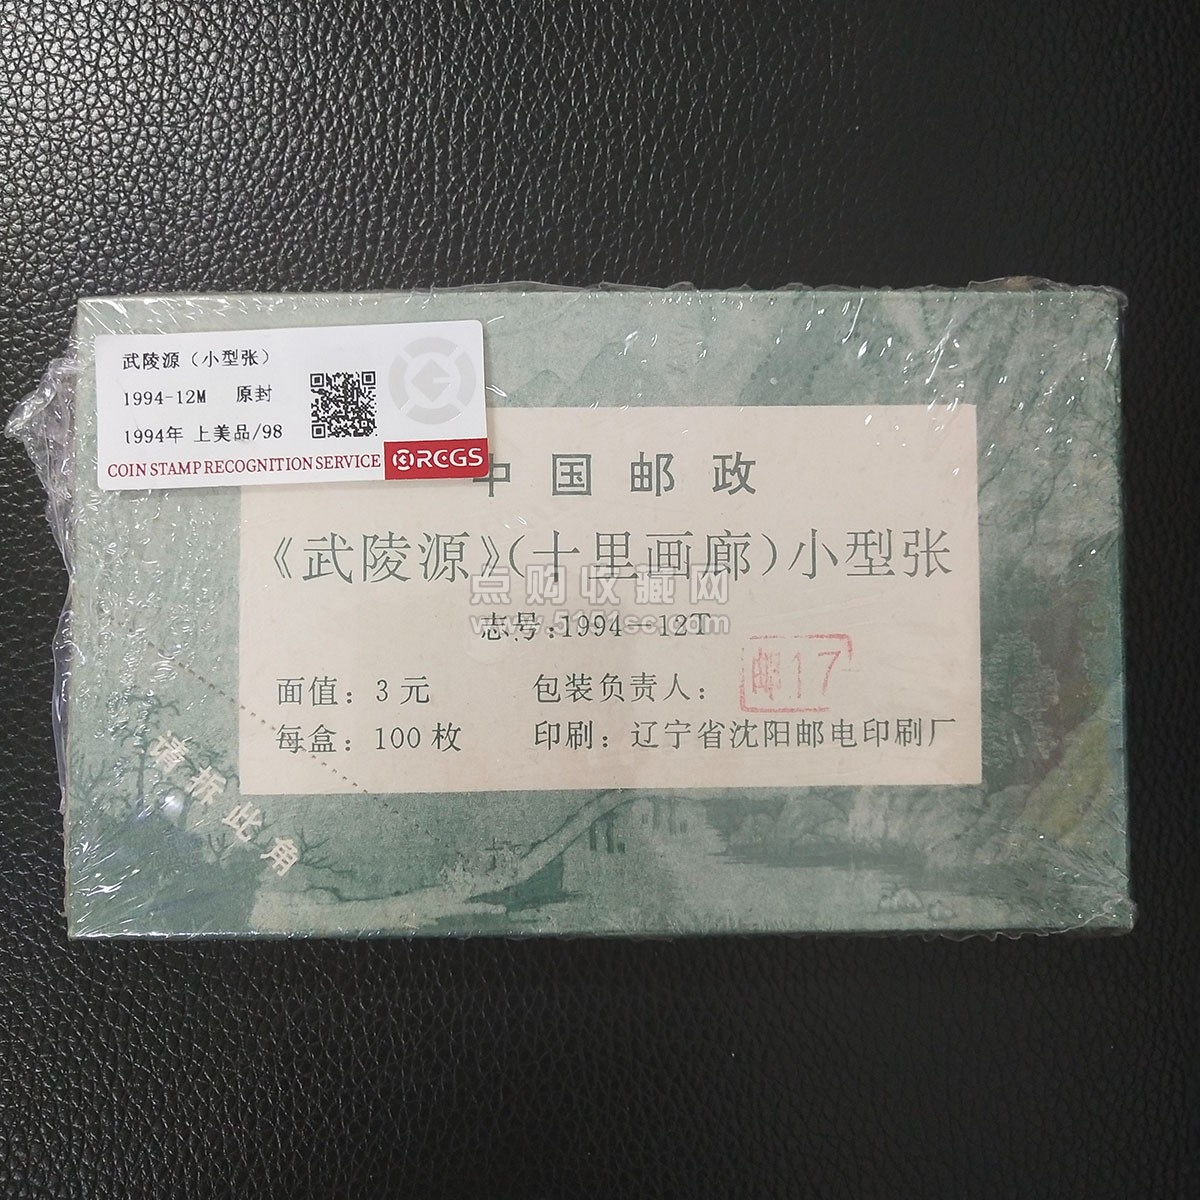 武陵源（小型张）
1994-12M 原封
1994年 上美品/98
COIN STAMP RECOGNITION SERVICE RCGS
中国邮政
《武陵源》（十里画廊）小型张
点购收藏网
志号：1994－12T
www.5151sc.com
面值：3元 包装负责人： 邮17
每盒：100枚 印刷：辽宁省沈阳邮电印刷厂
请拆此角